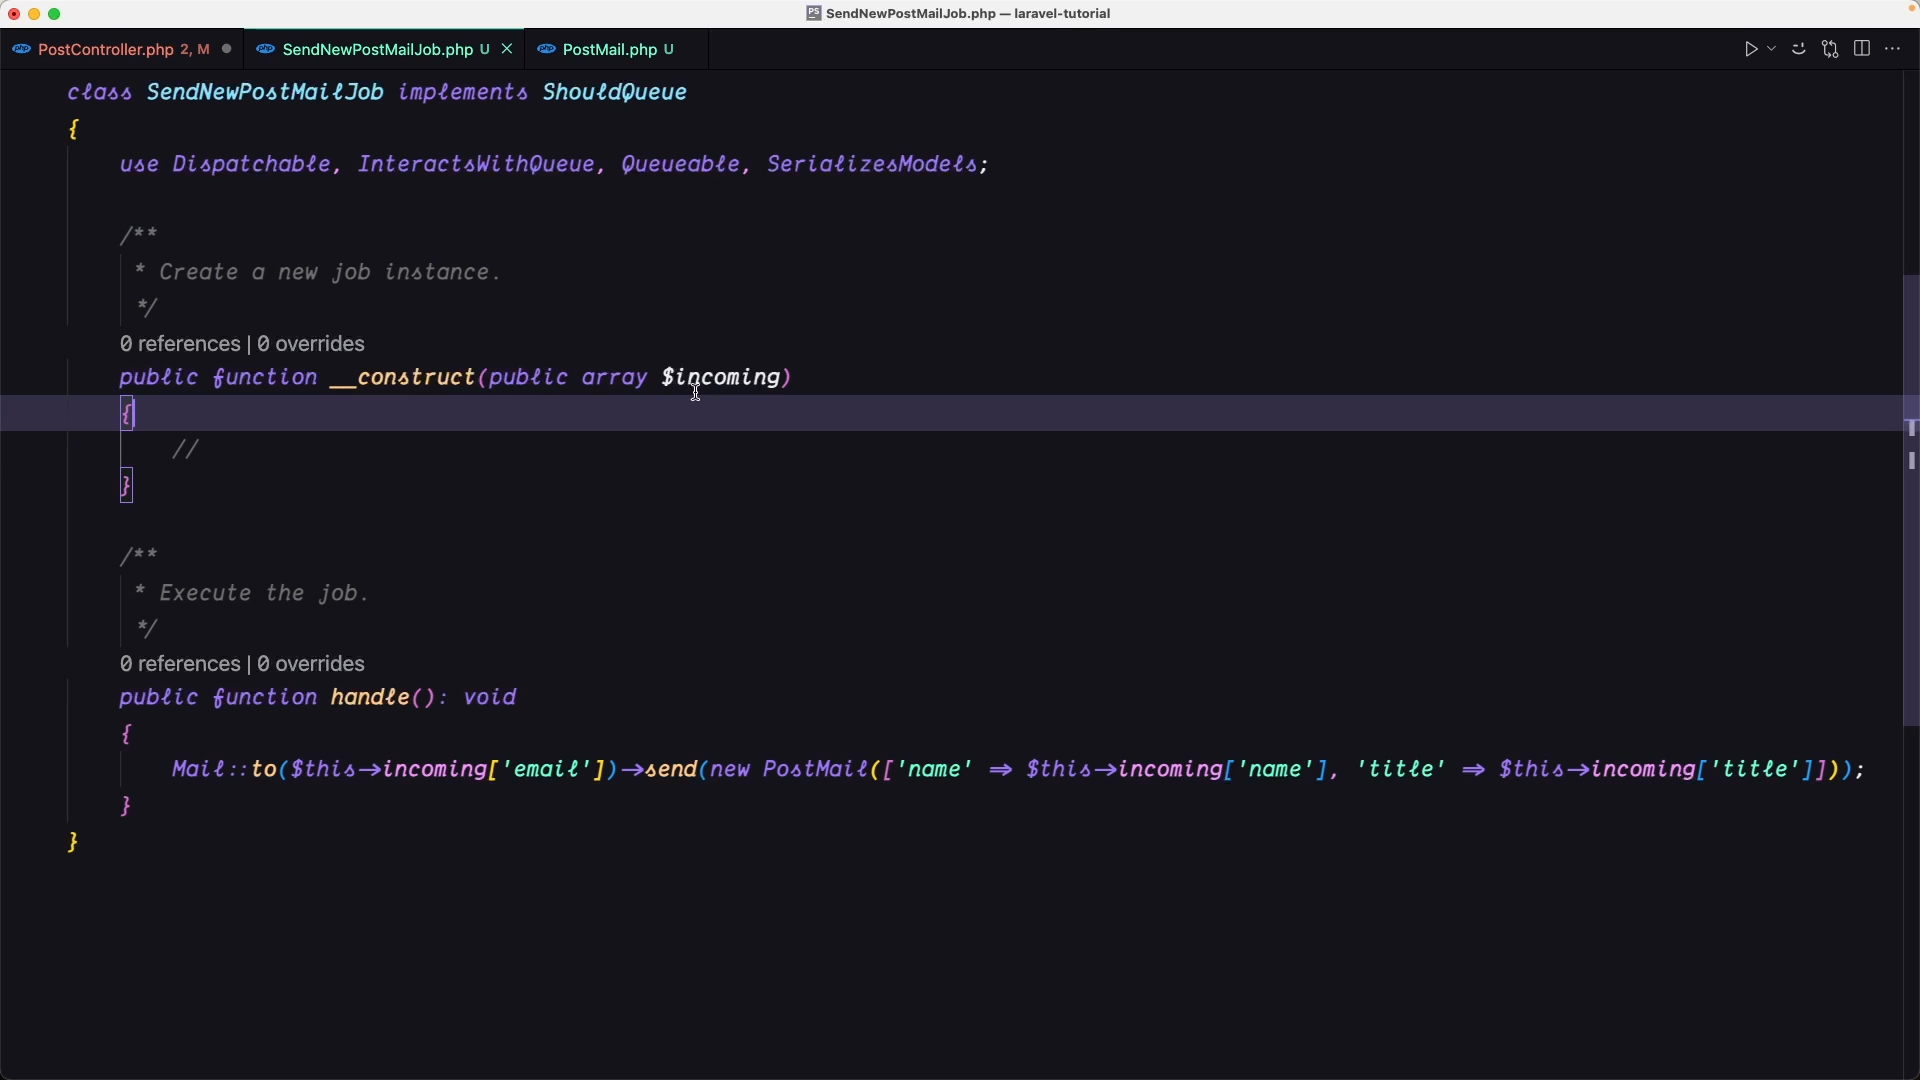 SendNewPostMailJob.php — laravel-tutorial
PostController.php 2, M
SendNewPostMailJob.php U
PostMail.php U
class SendNewPostMailJob implements ShouldQueue
{
use Dispatchable, InteractsWithQueue, Queueable, SerializesModels;
/**
* Create a new job instance.
*/
0 references | 0 overrides
public function __construct(public array $incoming)
{
//
}
/**
* Execute the job.
*/
0 references | 0 overrides
public function handle(): void
{
Mail::to($this->incoming['email'])->send(new PostMail(['name' => $this->incoming['name'], 'title' => $this->incoming['title']]));
}
}